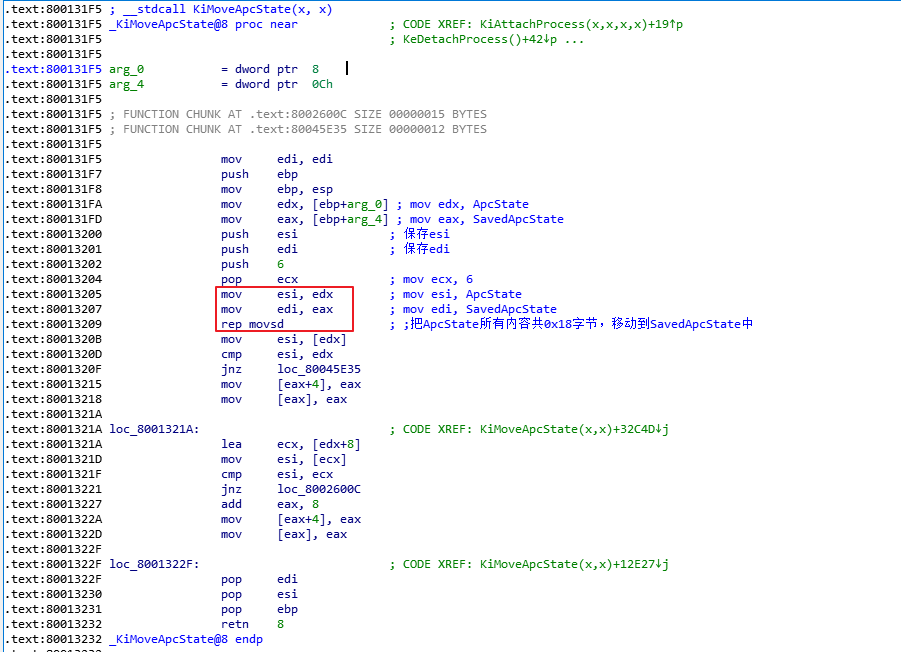 .text:800131F5 ; __stdcall KiMoveApcState(x, x)
.text:800131F5 _KiMoveApcState@8 proc near ; CODE XREF: KiAttachProcess(x,x,x,x)+19↑p
.text:800131F5 ; KeDetachProcess()+42↓p ...
.text:800131F5
.text:800131F5 arg_0 = dword ptr 8
.text:800131F5 arg_4 = dword ptr 0Ch
.text:800131F5
.text:800131F5 ; FUNCTION CHUNK AT .text:8002600C SIZE 00000015 BYTES
.text:800131F5 ; FUNCTION CHUNK AT .text:80045E35 SIZE 00000012 BYTES
.text:800131F5
.text:800131F5 mov edi, edi
.text:800131F7 push ebp
.text:800131F8 mov ebp, esp
.text:800131FA mov edx, [ebp+arg_0] ; mov edx, ApcState
.text:800131FD mov eax, [ebp+arg_4] ; mov eax, SavedApcState
.text:80013200 push esi ; 保存esi
.text:80013201 push edi ; 保存edi
.text:80013202 push 6
.text:80013204 pop ecx ; mov ecx, 6
.text:80013205 mov esi, edx ; mov esi, ApcState
.text:80013207 mov edi, eax ; mov edi, SavedApcState
.text:80013209 rep movsd ; ;把ApcState所有内容共0x18字节，移动到SavedApcState中
.text:8001320B mov esi, [edx]
.text:8001320D cmp esi, edx
.text:8001320F jnz loc_80045E35
.text:80013215 mov [eax+4], eax
.text:80013218 mov [eax], eax
.text:8001321A
.text:8001321A loc_8001321A: ; CODE XREF: KiMoveApcState(x,x)+32C4D↓j
.text:8001321A lea ecx, [edx+8]
.text:8001321D mov esi, [ecx]
.text:8001321F cmp esi, ecx
.text:80013221 jnz loc_8002600C
.text:80013227 add eax, 8
.text:8001322A mov [eax+4], eax
.text:8001322D mov [eax], eax
.text:8001322F
.text:8001322F loc_8001322F: ; CODE XREF: KiMoveApcState(x,x)+12E27↓j
.text:8001322F pop edi
.text:80013230 pop esi
.text:80013231 pop ebp
.text:80013232 retn 8
.text:80013232 _KiMoveApcState@8 endp